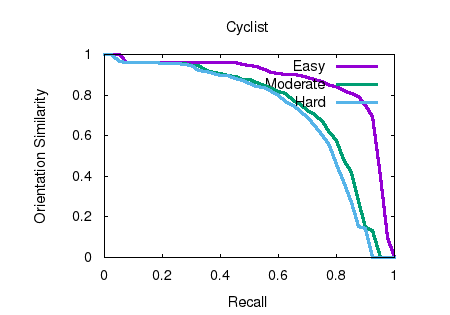 Cyclist
Easy
Moderate
Hard
1
0.8
0.6
0.4
0.2
0
Orientation Similarity
0 0.2 0.4 0.6 0.8 1
Recall